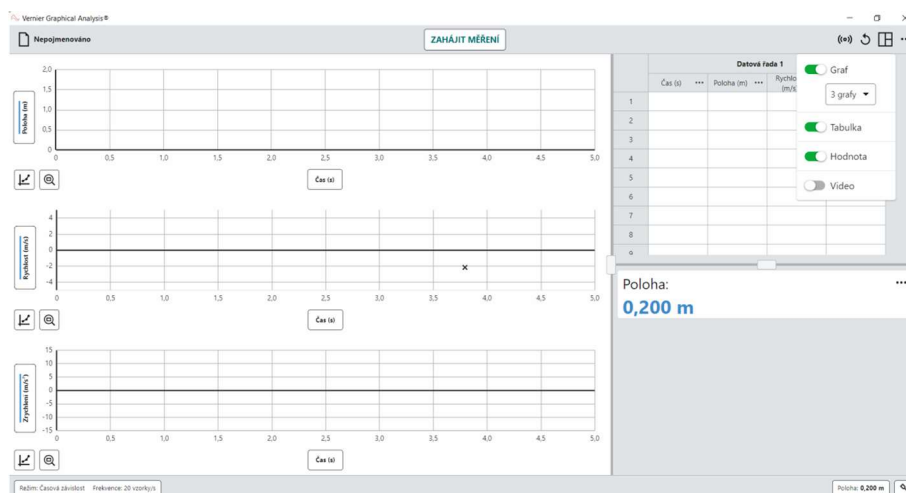 Vernier Graphical Analysis®
Nepojmenováno
ZAHÁJIT MĚŘENÍ
Poloha (m)
2,0
1,5
1,0
0,5
0
0 0,5 1,0 1,5 2,0 2,5 3,0 3,5 4,0 4,5 5,0
Čas (s)
Rychlost (m/s)
4
2
0
-2
-4
0 0,5 1,0 1,5 2,0 2,5 3,0 3,5 4,0 4,5 5,0
Čas (s)
Zrychlení (m/s²)
15
10
5
0
-5
-10
-15
0 0,5 1,0 1,5 2,0 2,5 3,0 3,5 4,0 4,5 5,0
Čas (s)
Datová řada 1
Čas (s) ••• Poloha (m) ••• Rychlo
(m/s
1
2
3
4
5
6
7
8
9
Graf
3 grafy
Tabulka
Hodnota
Video
Poloha:
0,200 m
Režim: Časová závislost Frekvence: 20 vzorky/s
Poloha: 0,200 m